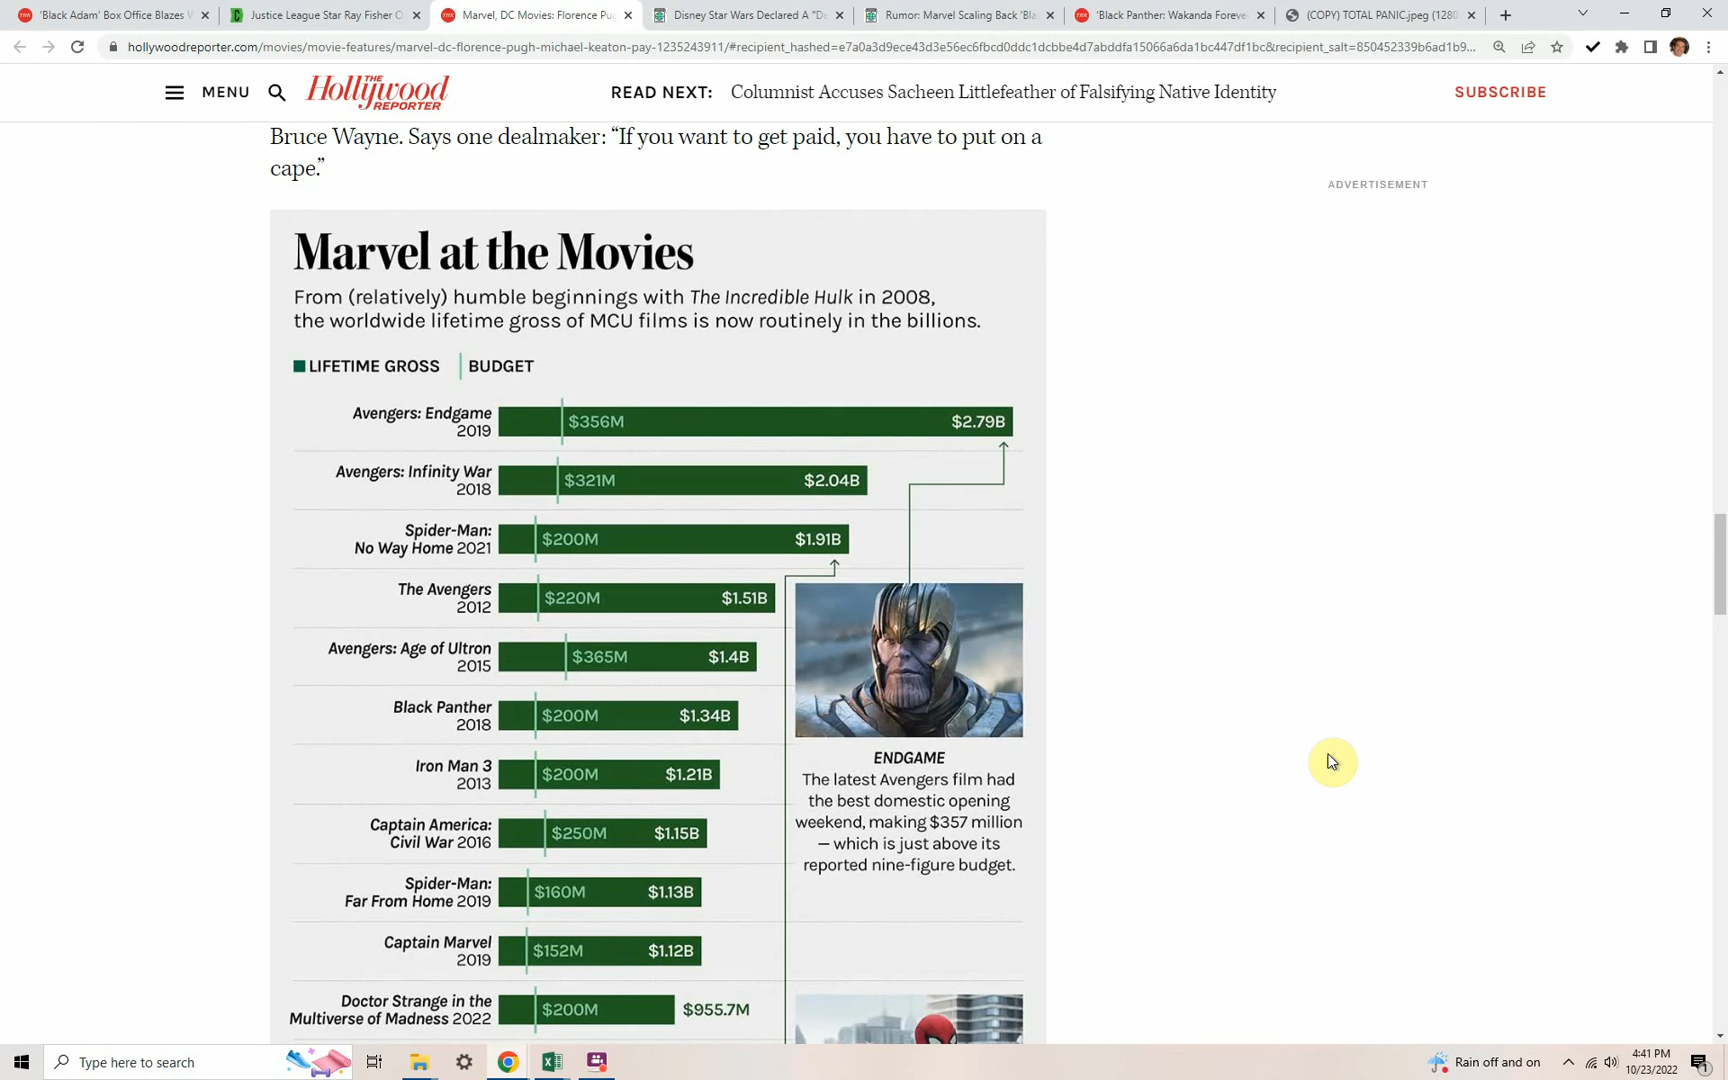 'Black Adam' Box Office Blazes W
Justice League Star Ray Fisher O
Marvel, DC Movies: Florence Pug
Disney Star Wars Declared A "De
Rumor: Marvel Scaling Back 'Bla
'Black Panther: Wakanda Foreve
(COPY) TOTAL PANIC.jpeg (1280
hollywoodreporter.com/movies/movie-features/marvel-dc-florence-pugh-michael-keaton-pay-1235243911/#recipient_hashed=e7a0a3d9ece43d3e56ec6fbcd0ddc1dcbbe4d7abddfa15066a6da1bc447df1bc&recipient_salt=850452339b6ad1b9...
MENU
THE Hollywood REPORTER
READ NEXT: Columnist Accuses Sacheen Littlefeather of Falsifying Native Identity
SUBSCRIBE
Bruce Wayne. Says one dealmaker: “If you want to get paid, you have to put on a
cape.”
ADVERTISEMENT
Marvel at the Movies
From (relatively) humble beginnings with The Incredible Hulk in 2008,
the worldwide lifetime gross of MCU films is now routinely in the billions.
LIFETIME GROSS BUDGET
Avengers: Endgame
2019
$356M $2.79B
Avengers: Infinity War
2018
$321M $2.04B
Spider-Man:
No Way Home 2021
$200M $1.91B
The Avengers
2012
$220M $1.51B
Avengers: Age of Ultron
2015
$365M $1.4B
Black Panther
2018
$200M $1.34B
Iron Man 3
2013
$200M $1.21B
Captain America:
Civil War 2016
$250M $1.15B
Spider-Man:
Far From Home 2019
$160M $1.13B
Captain Marvel
2019
$152M $1.12B
Doctor Strange in the
Multiverse of Madness 2022
$200M $955.7M
ENDGAME
The latest Avengers film had
the best domestic opening
weekend, making $357 million
— which is just above its
reported nine-figure budget.
Type here to search
Rain off and on
4:41 PM
10/23/2022